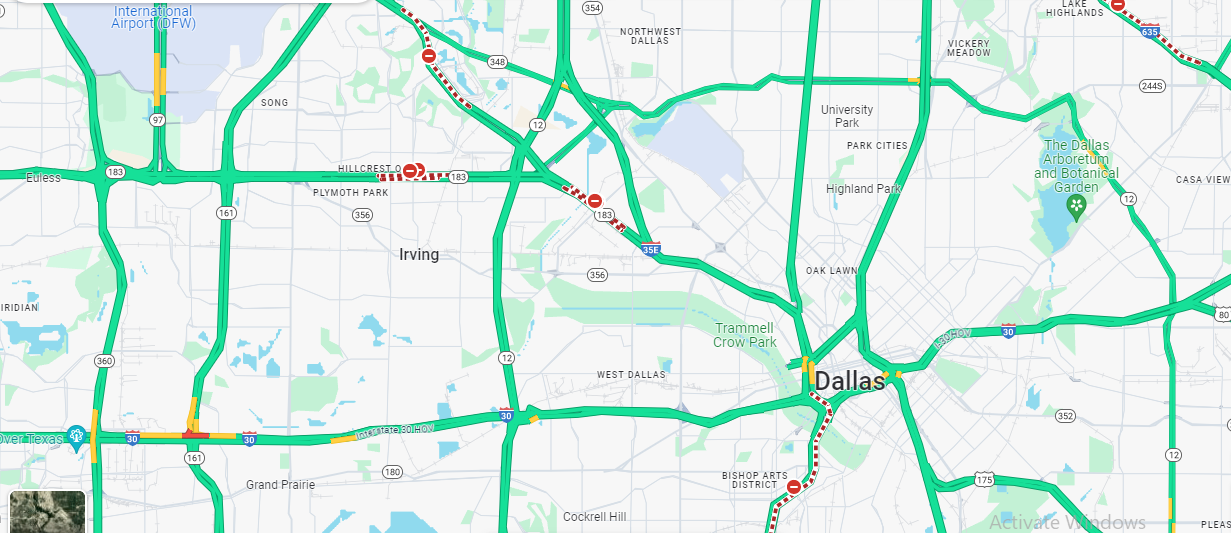 International
Airport (DFW)
354
LAKE
HIGHLANDS
NORTHWEST
DALLAS
635
VICKERY
MEADOW
348
244S
SONG
97
University
Park
12
PARK CITIES
The Dallas
Arboretum
and Botanical
Garden
HILLCREST O
183
183
Euless
CASA VIEW
PLYMOTH PARK
Highland Park
12
161
356
183
35E
Irving
356
OAK LAWN
IRIDIAN
80
Trammell
Crow Park
I-30 HOV
30
360
12
WEST DALLAS
Dallas
30
352
Over Texas
30
30
Interstate 30 HOV
161
12
180
BISHOP ARTS
DISTRICT
175
Grand Prairie
Cockrell Hill
Activate Windows
PLEAS